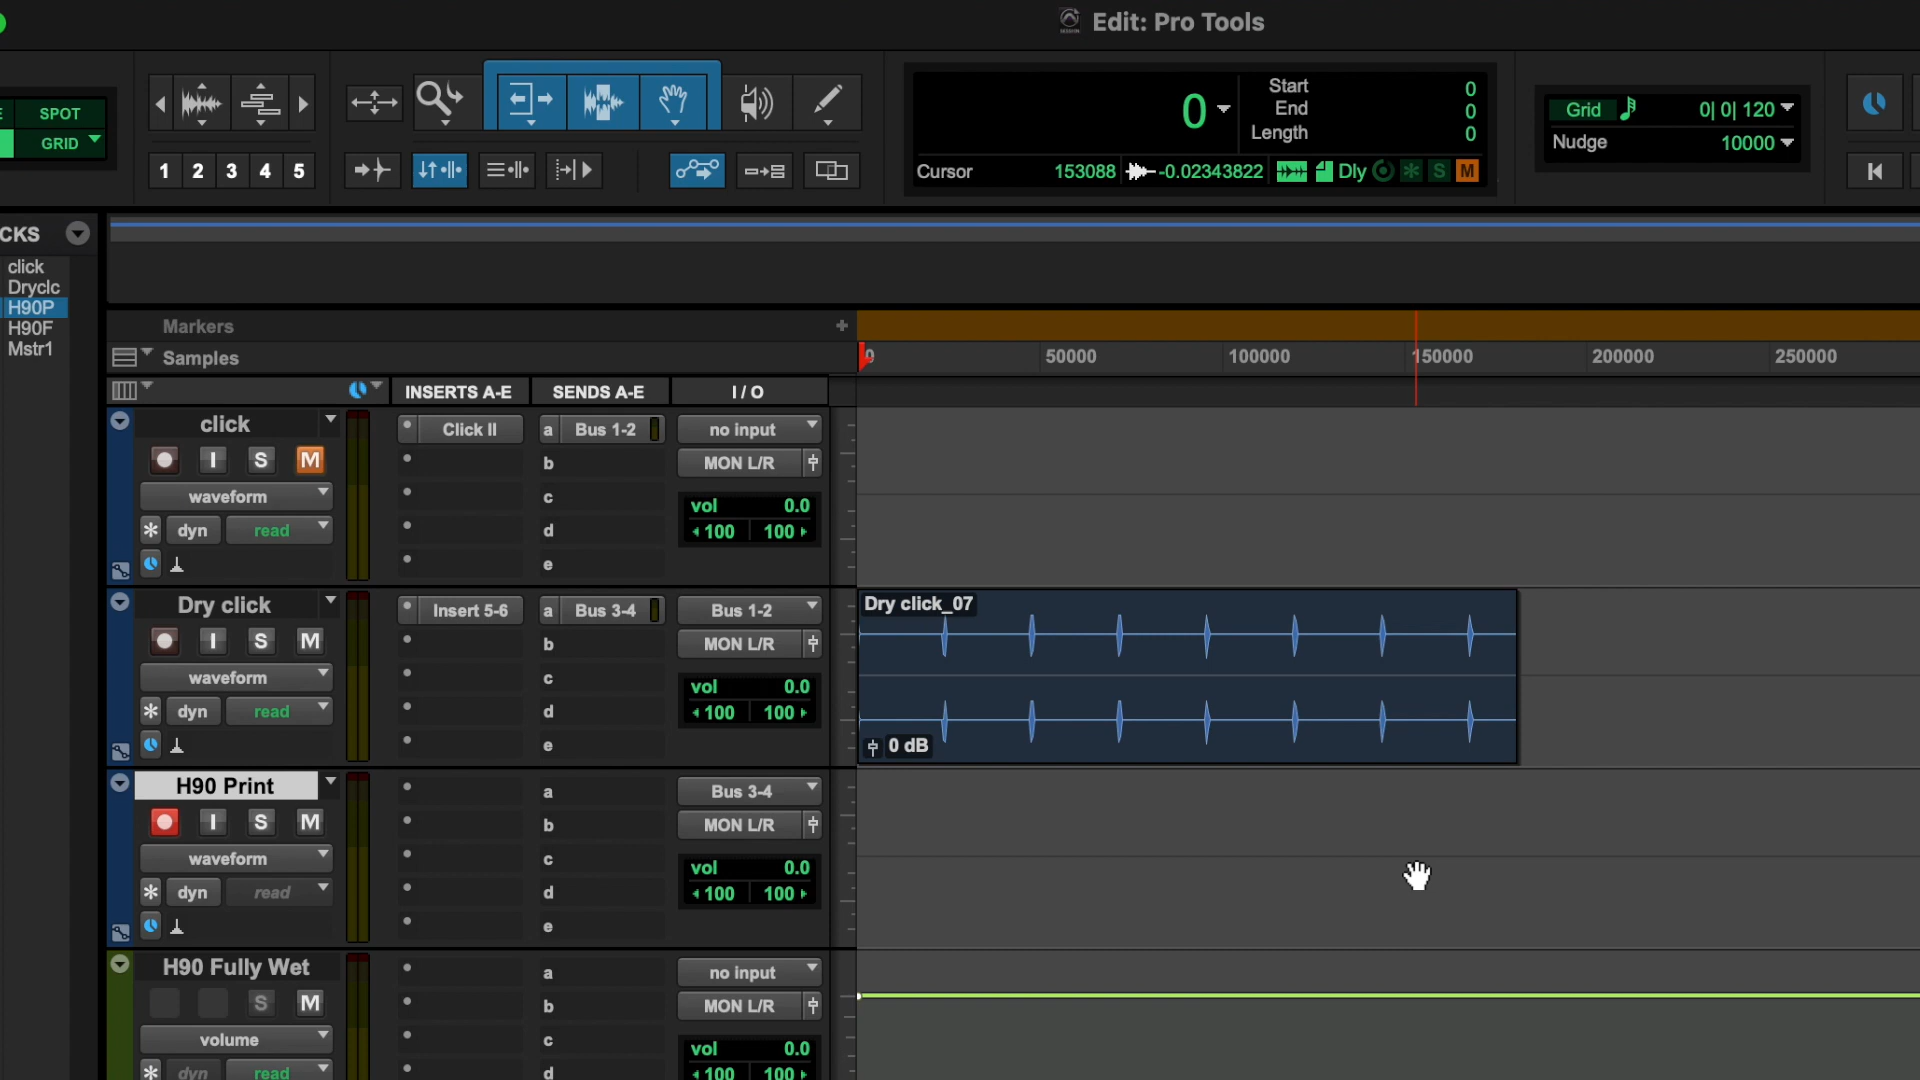 Edit: Pro Tools
SPOT
GRID
1 2 3 4 5
0
Start 0
End 0
Length 0
Cursor 153088 -0.02343822 Dly S M
Grid 0| 0| 120
Nudge 10000
CKS
click
Dryclc
H90P
H90F
Mstr1
Markers
Samples
0 50000 100000 150000 200000 250000
INSERTS A-E SENDS A-E I / O
click
Click II a Bus 1-2 no input
I S M
b MON L/R
waveform
c
vol 0.0
dyn read
d
100 100
e
Dry click
Insert 5-6 a Bus 3-4 Bus 1-2
Dry click_07
I S M
b MON L/R
waveform
c
vol 0.0
dyn read
d
100 100
e
0 dB
H90 Print
a Bus 3-4
I S M
b MON L/R
waveform
c
vol 0.0
dyn read
d
100 100
e
H90 Fully Wet
a no input
S M
b MON L/R
volume
c
vol 0.0
dyn read
d
100 100